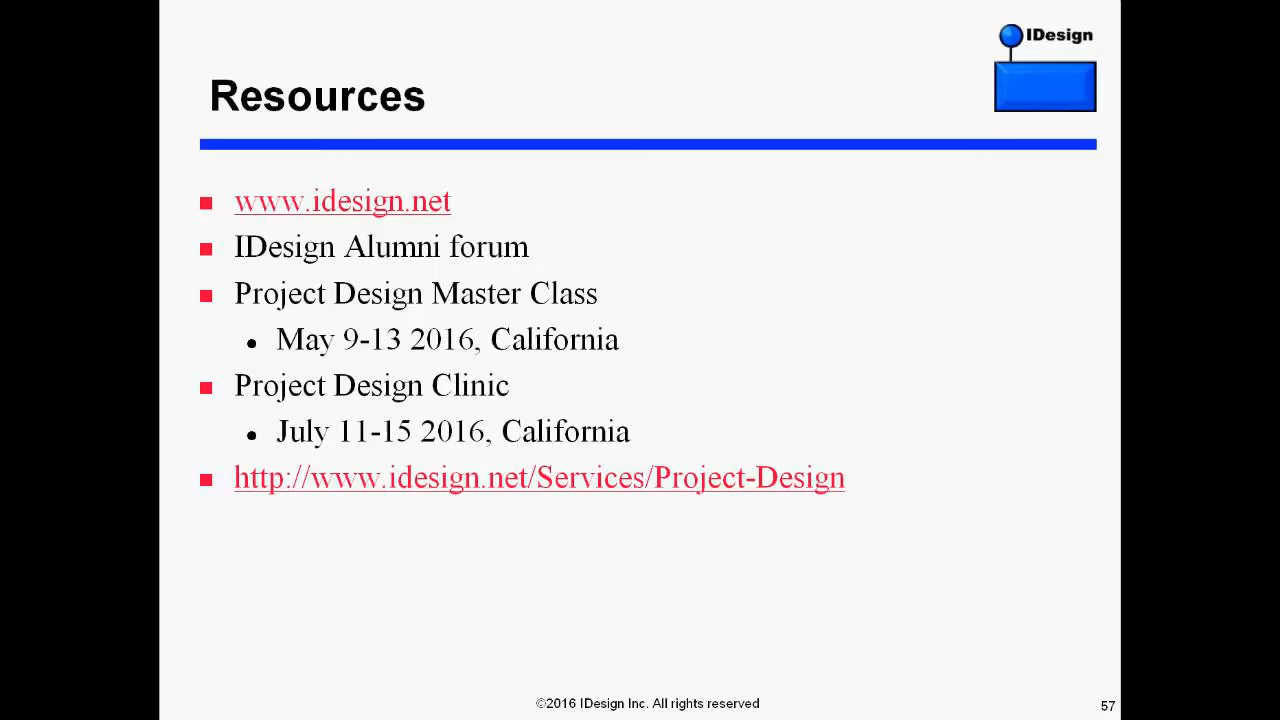 IDesign
Resources
www.idesign.net
IDesign Alumni forum
Project Design Master Class
May 9-13 2016, California
Project Design Clinic
July 11-15 2016, California
http://www.idesign.net/Services/Project-Design
©2016 IDesign Inc. All rights reserved
57